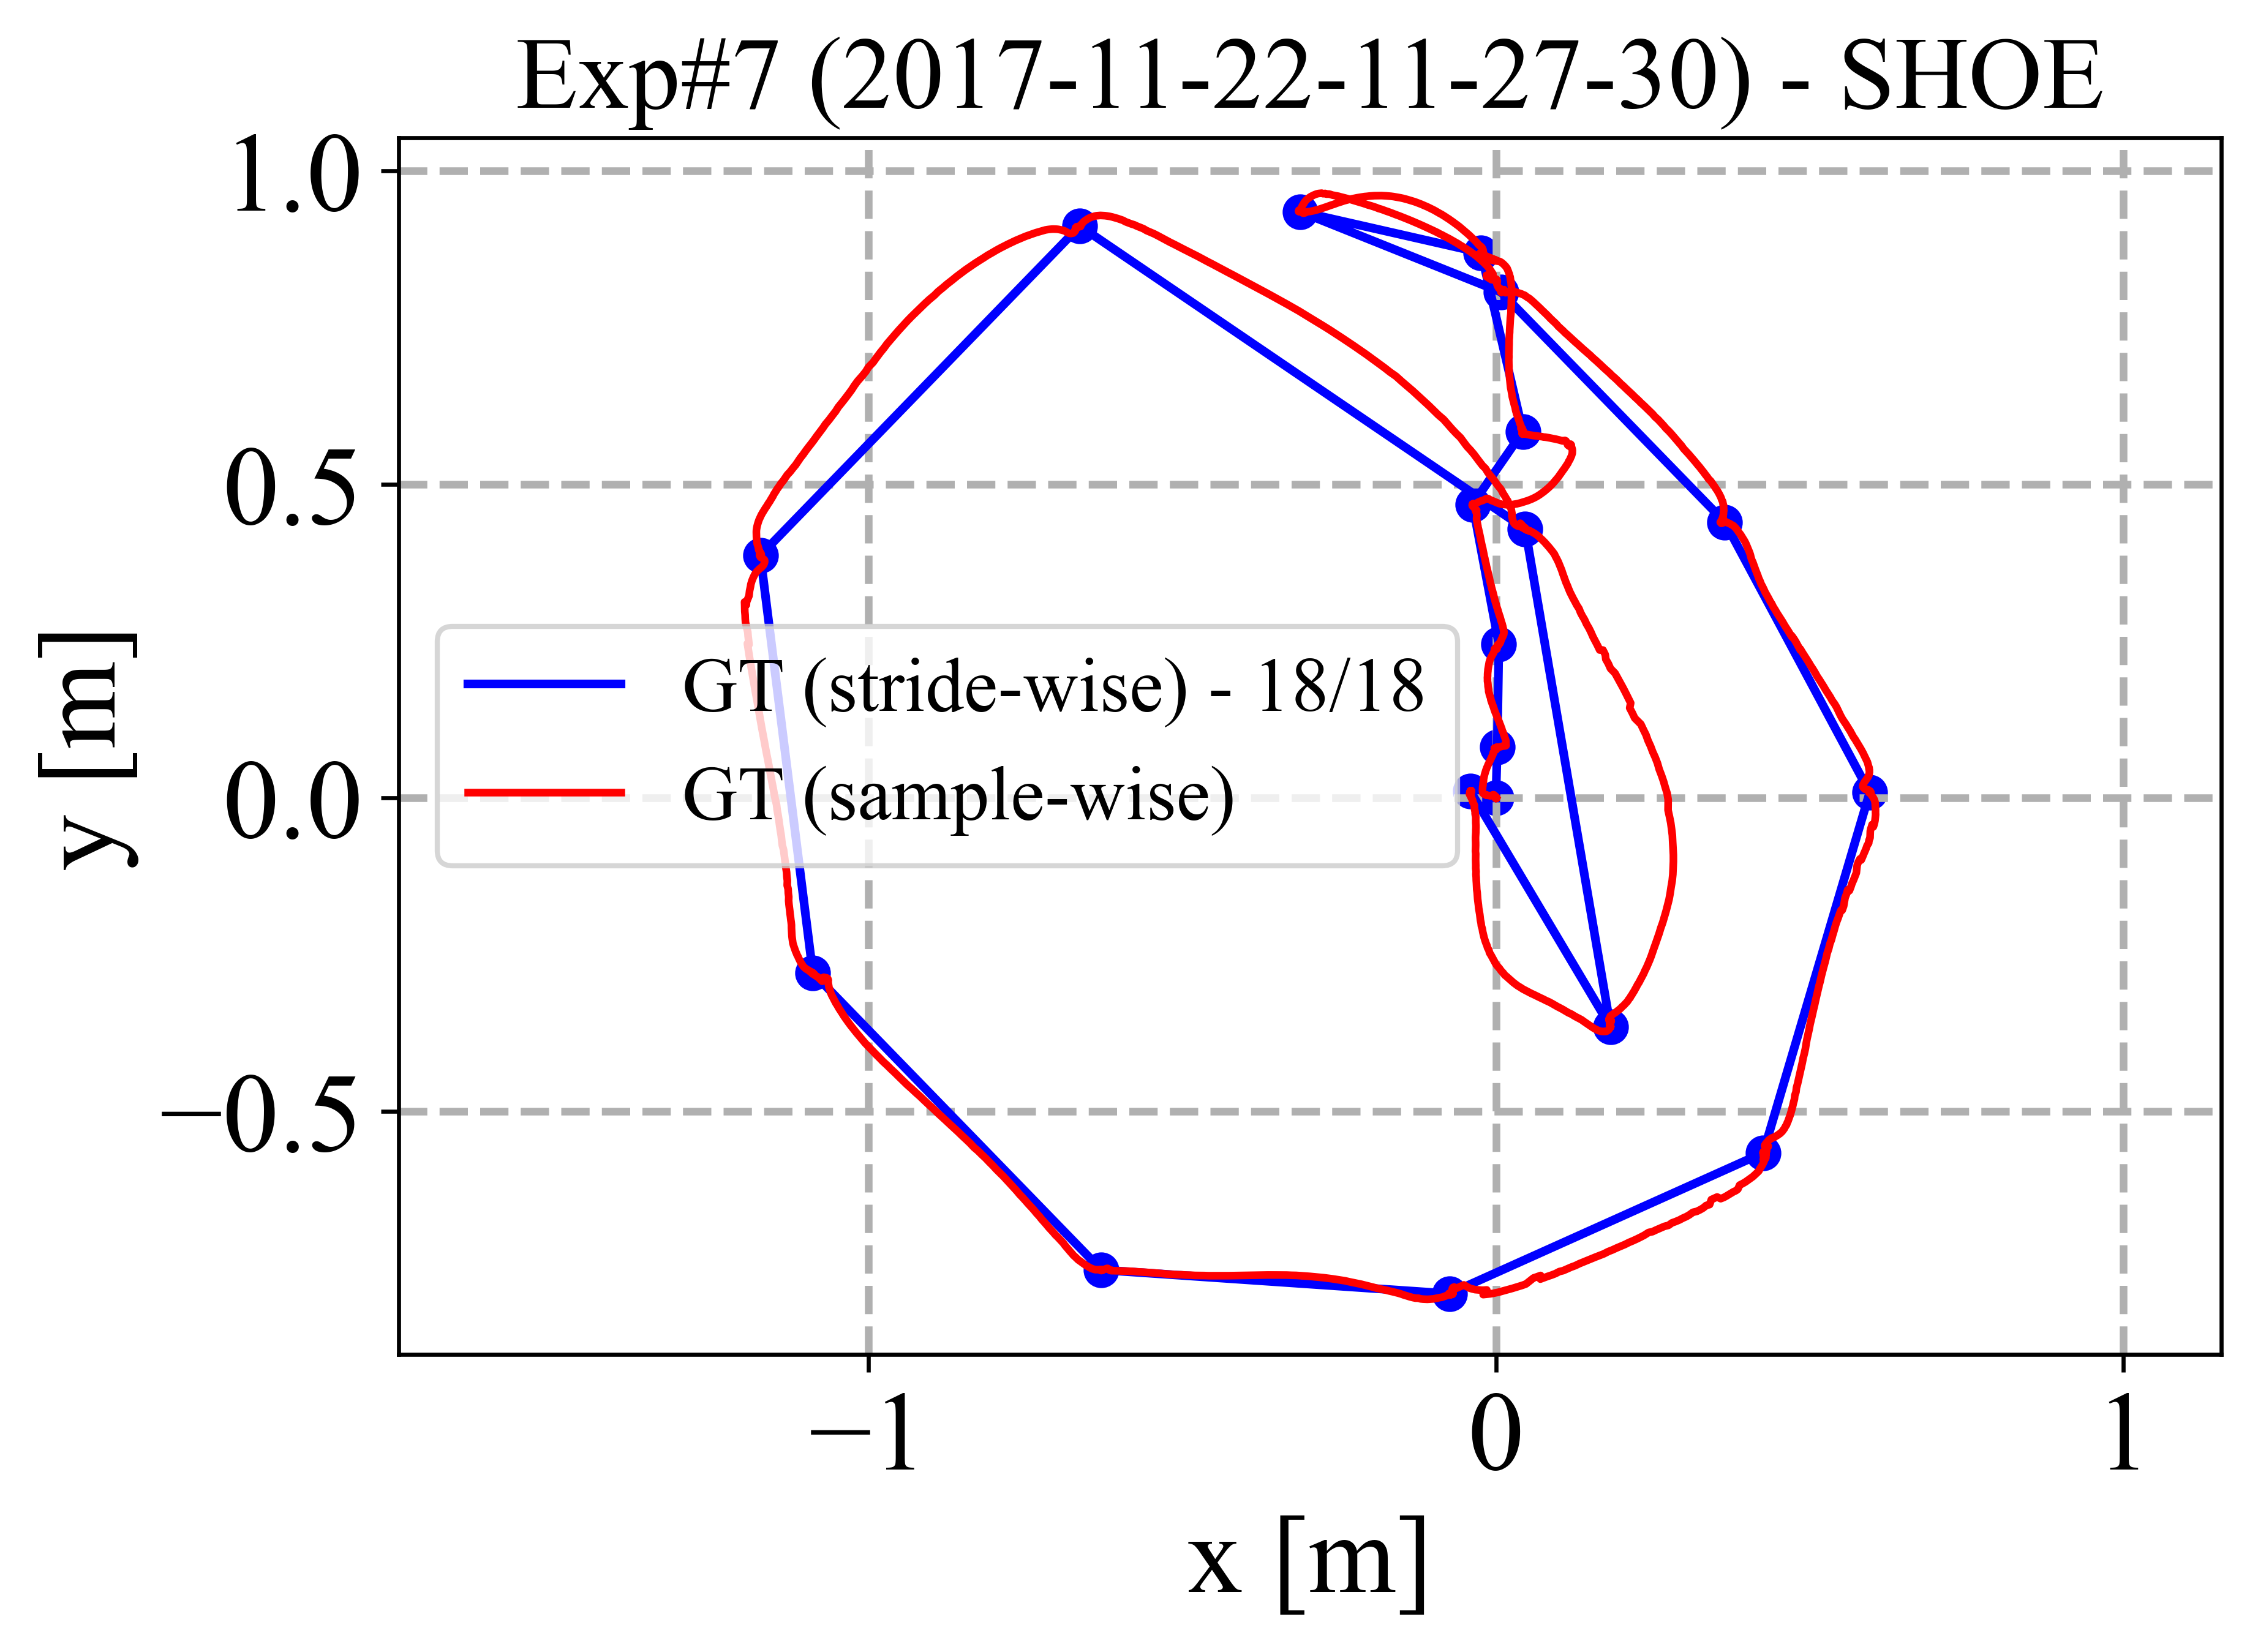 Exp#7 (2017-11-22-11-27-30) - SHOE
1.0
0.5
0.0
−0.5
y [m]
GT (stride-wise) - 18/18
GT (sample-wise)
−1
0
1
x [m]